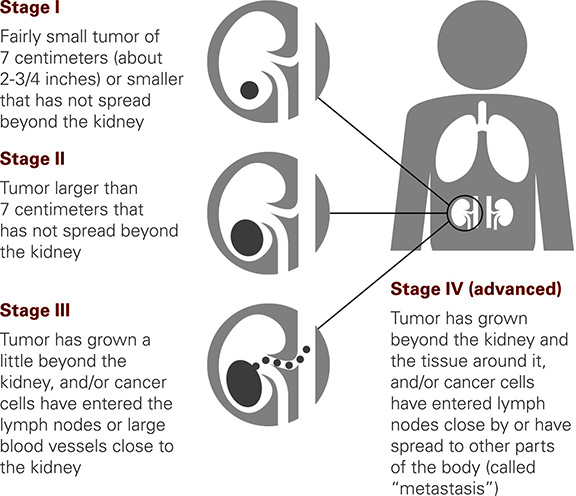 Stage I
Fairly small tumor of
7 centimeters (about
2-3/4 inches) or smaller
that has not spread
beyond the kidney
Stage II
Tumor larger than
7 centimeters that
has not spread beyond
the kidney
Stage III
Tumor has grown a
little beyond the
kidney, and/or cancer
cells have entered the
lymph nodes or large
blood vessels close to
the kidney
Stage IV (advanced)
Tumor has grown
beyond the kidney and
the tissue around it,
and/or cancer cells
have entered lymph
nodes close by or have
spread to other parts
of the body (called
“metastasis”)